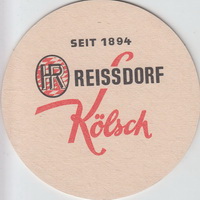 SEIT 1894
HR REISSDORF
Kölsch